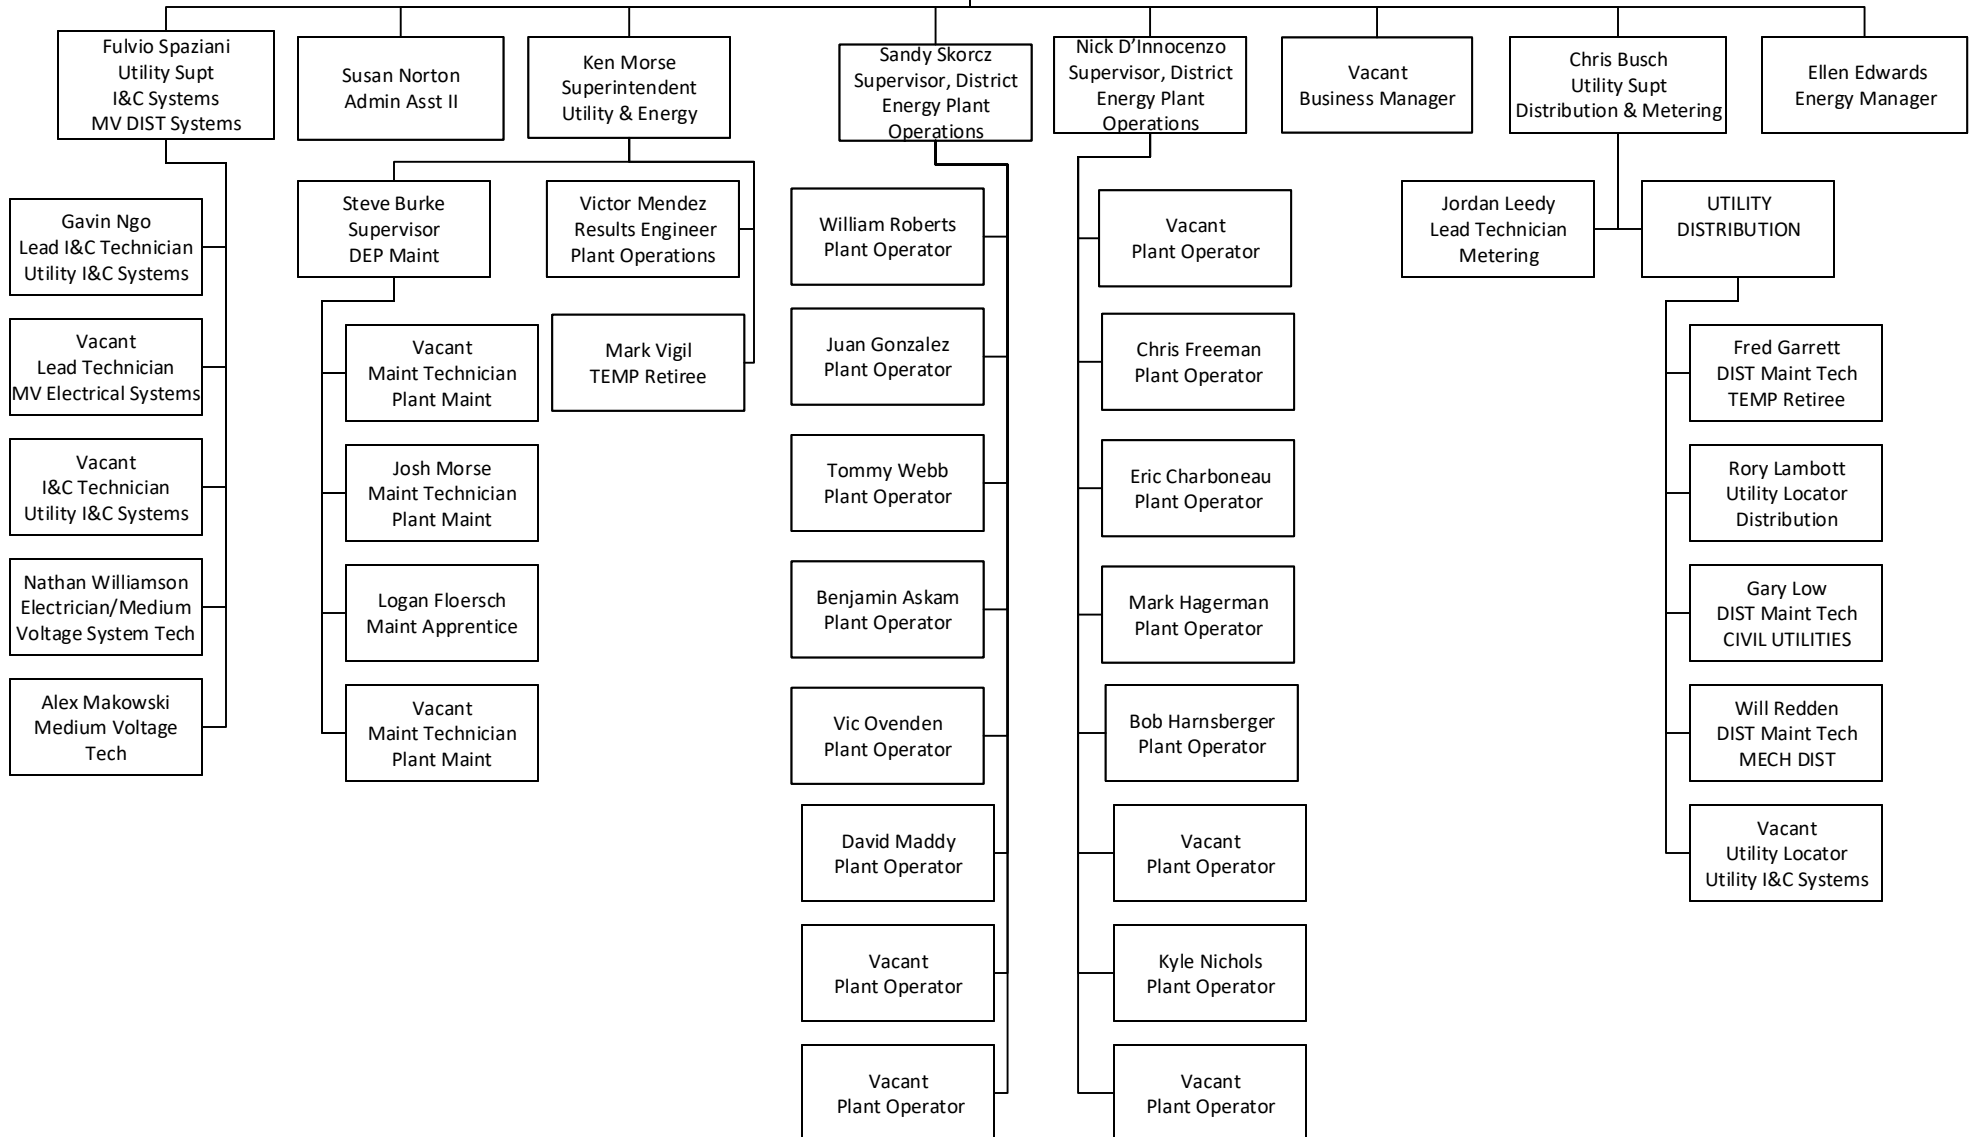 Fulvio Spaziani
Utility Supt
I&C Systems
MV DIST Systems
Susan Norton
Admin Asst II
Ken Morse
Superintendent
Utility & Energy
Sandy Skorcz
Supervisor, District
Energy Plant
Operations
Nick D’Innocenzo
Supervisor, District
Energy Plant
Operations
Vacant
Business Manager
Chris Busch
Utility Supt
Distribution & Metering
Ellen Edwards
Energy Manager
Gavin Ngo
Lead I&C Technician
Utility I&C Systems
Vacant
Lead Technician
MV Electrical Systems
Vacant
I&C Technician
Utility I&C Systems
Nathan Williamson
Electrician/Medium
Voltage System Tech
Alex Makowski
Medium Voltage
Tech
Steve Burke
Supervisor
DEP Maint
Vacant
Maint Technician
Plant Maint
Josh Morse
Maint Technician
Plant Maint
Logan Floersch
Maint Apprentice
Vacant
Maint Technician
Plant Maint
Victor Mendez
Results Engineer
Plant Operations
Mark Vigil
TEMP Retiree
William Roberts
Plant Operator
Juan Gonzalez
Plant Operator
Tommy Webb
Plant Operator
Benjamin Askam
Plant Operator
Vic Ovenden
Plant Operator
David Maddy
Plant Operator
Vacant
Plant Operator
Vacant
Plant Operator
Vacant
Plant Operator
Chris Freeman
Plant Operator
Eric Charboneau
Plant Operator
Mark Hagerman
Plant Operator
Bob Harnsberger
Plant Operator
Vacant
Plant Operator
Kyle Nichols
Plant Operator
Vacant
Plant Operator
Jordan Leedy
Lead Technician
Metering
UTILITY
DISTRIBUTION
Fred Garrett
DIST Maint Tech
TEMP Retiree
Rory Lambott
Utility Locator
Distribution
Gary Low
DIST Maint Tech
CIVIL UTILITIES
Will Redden
DIST Maint Tech
MECH DIST
Vacant
Utility Locator
Utility I&C Systems